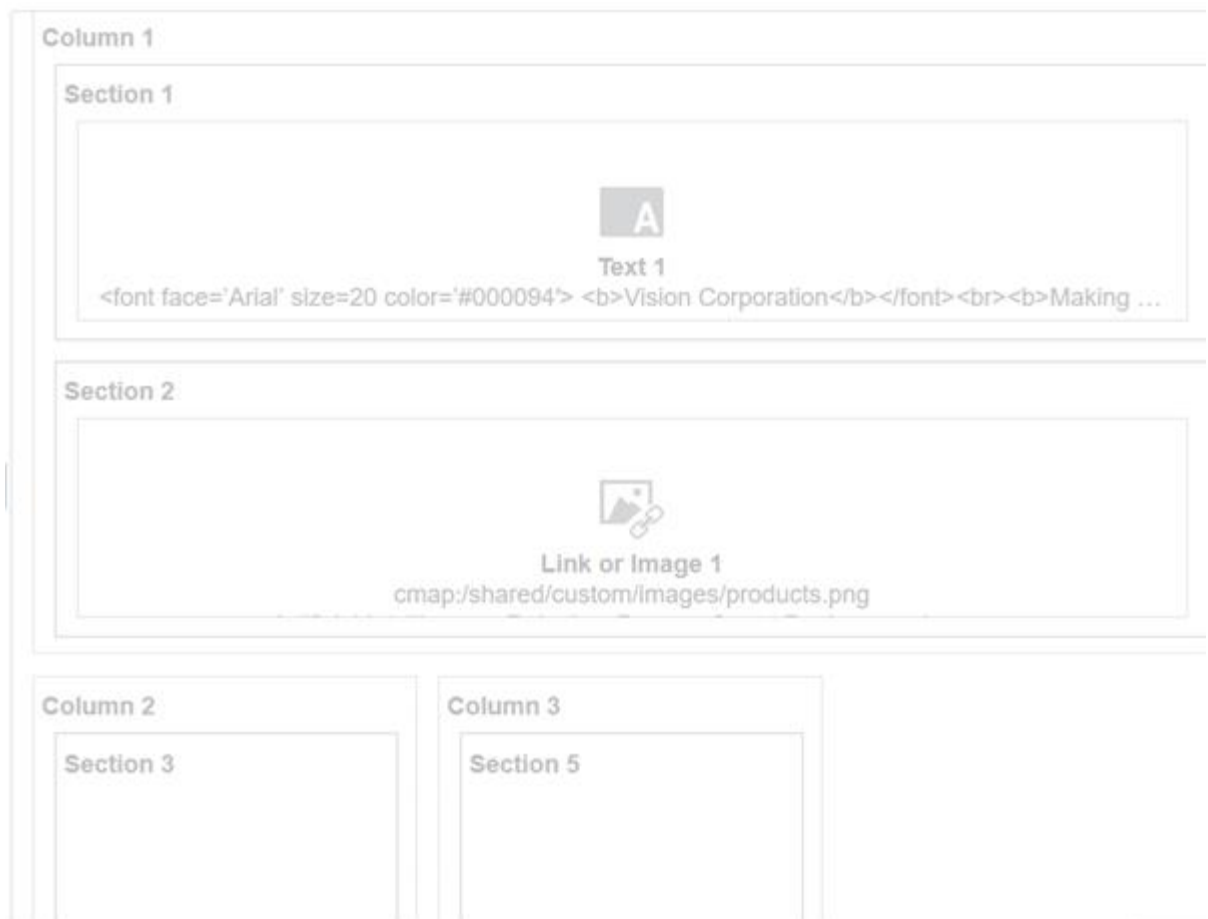 Column 1
Section 1
A
Text 1
<font face='Arial' size=20 color='#000094'> <b>Vision Corporation</b></font><br><b>Making ...
Section 2
Link or Image 1
cmap:/shared/custom/images/products.png
Column 2
Column 3
Section 3
Section 5